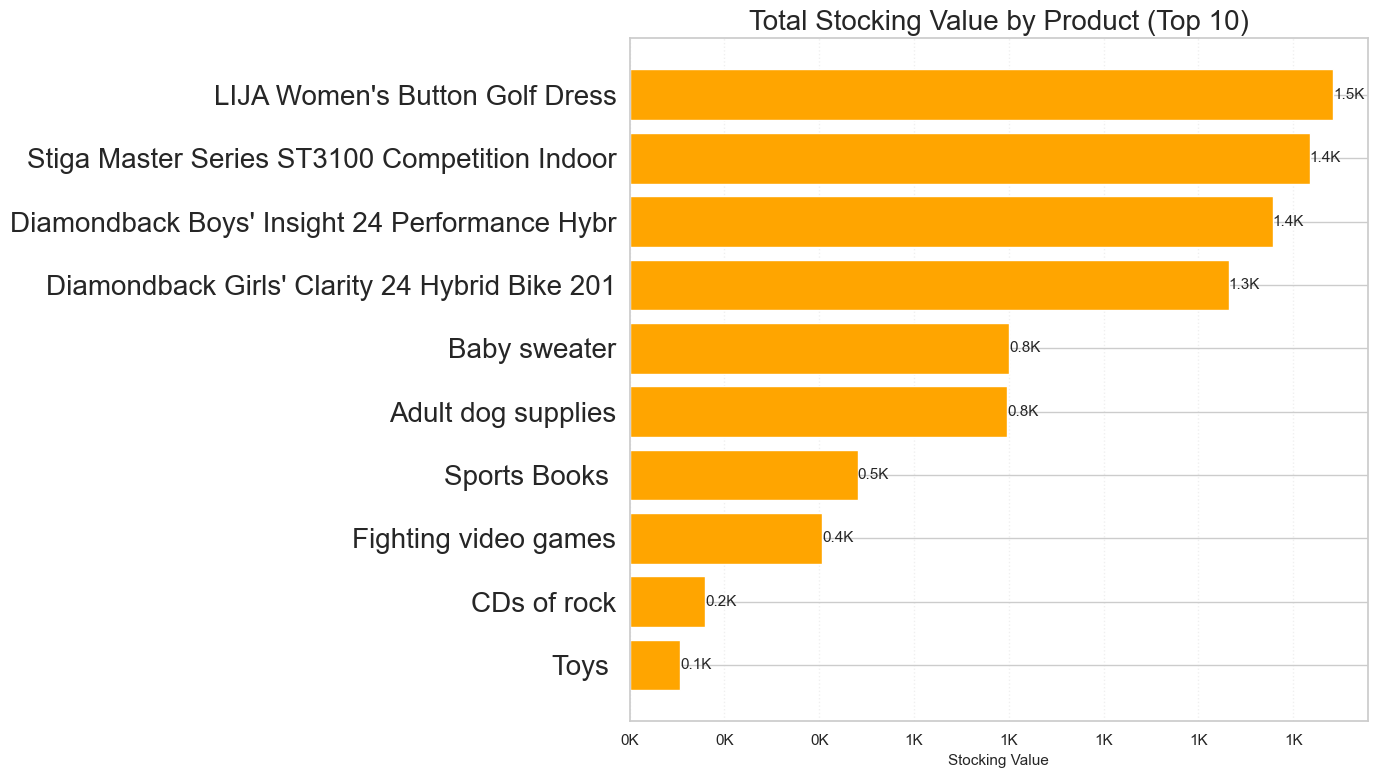 Total Stocking Value by Product (Top 10)
LIJA Women's Button Golf Dress
1.5K
Stiga Master Series ST3100 Competition Indoor
1.4K
Diamondback Boys' Insight 24 Performance Hybr
1.4K
Diamondback Girls' Clarity 24 Hybrid Bike 201
1.3K
Baby sweater
0.8K
Adult dog supplies
0.8K
Sports Books
0.5K
Fighting video games
0.4K
CDs of rock
0.2K
Toys
0.1K
0K 0K 0K 1K 1K 1K 1K 1K
Stocking Value